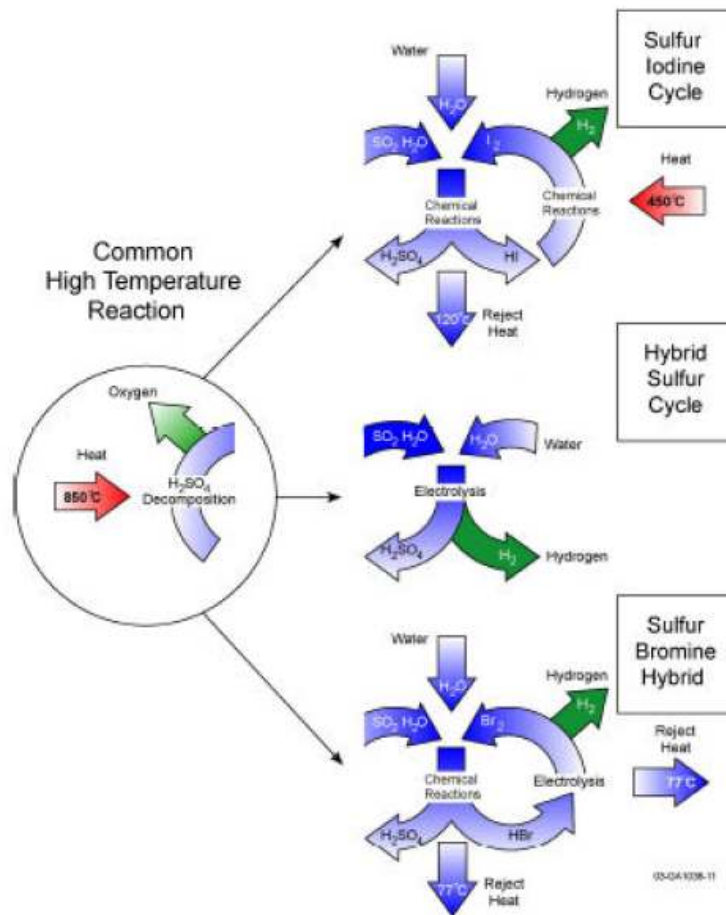 Sulfur
Iodine
Cycle
Water
H₂O
Hydrogen
H₂
SO₂ H₂O
I₂
Heat
450°C
Chemical
Reactions
Chemical
Reactions
H₂SO₄
HI
120°C
Reject
Heat
Common
High Temperature
Reaction
Oxygen
Heat
850°C
H₂SO₄
Decomposition
Hybrid
Sulfur
Cycle
SO₂ H₂O
H₂O
Water
Electrolysis
H₂SO₄
H₂
Hydrogen
Sulfur
Bromine
Hybrid
Water
H₂O
Hydrogen
H₂
SO₂ H₂O
Br₂
Reject
Heat
77°C
Chemical
Reactions
Electrolysis
H₂SO₄
HBr
77°C
Reject
Heat
03-GA1036-11